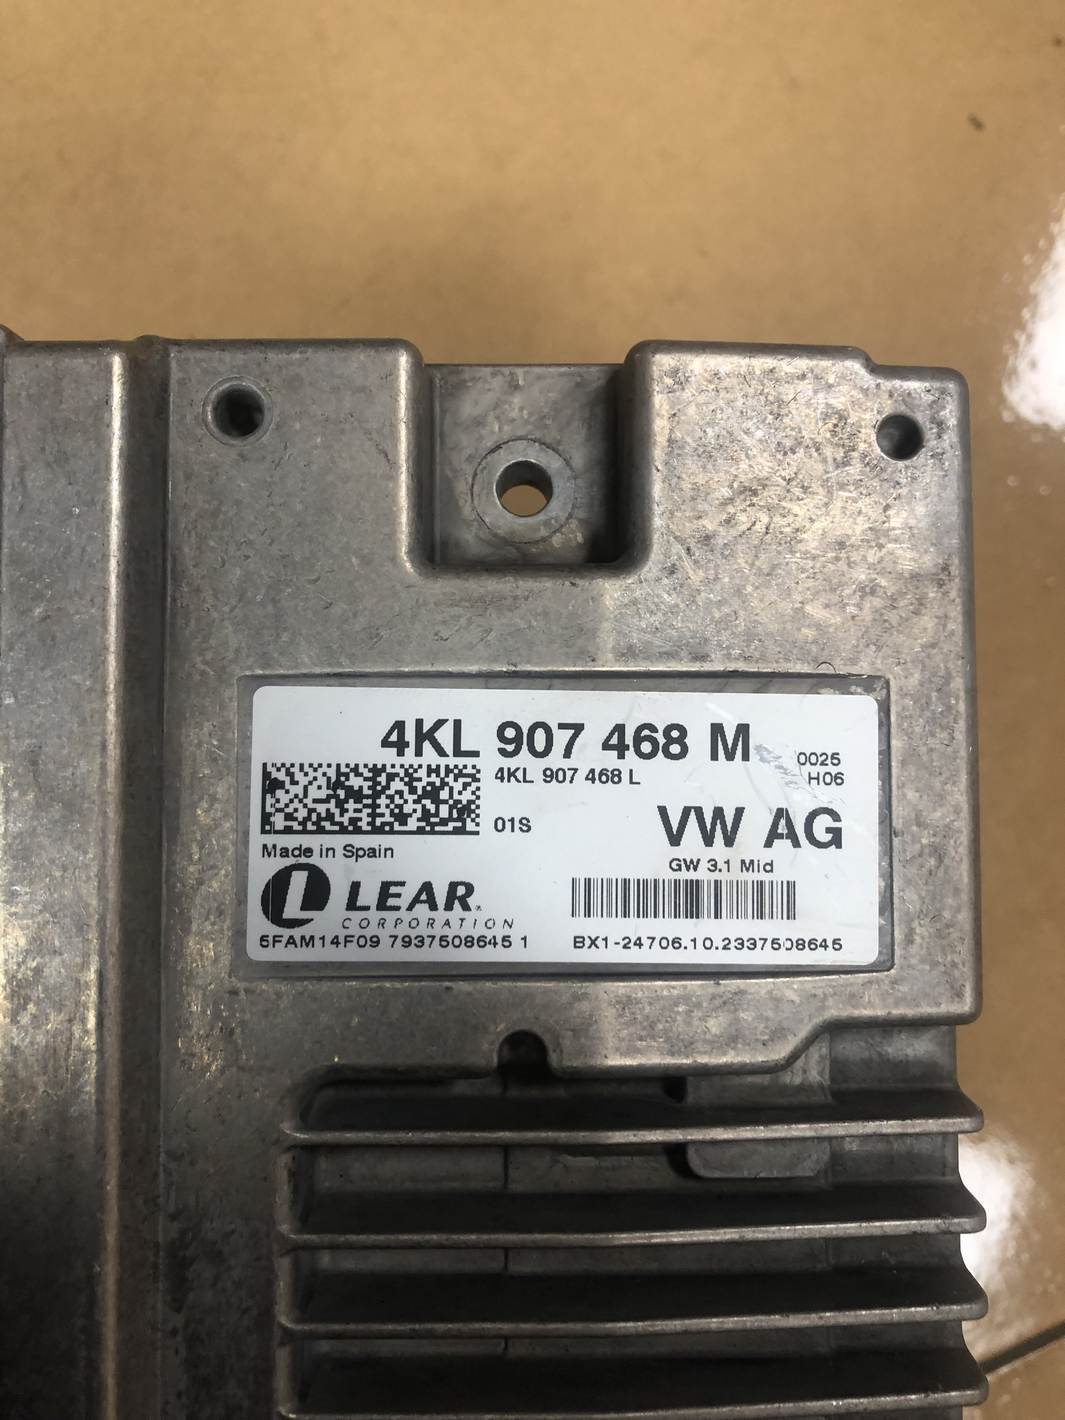 4KL 907 468 M
0025
4KL 907 468 L
H06
01S
VW AG
Made in Spain
GW 3.1 Mid
LEAR
CORPORATION
5FAM14F09 7937508645 1
BX1-24706.10.2337508645